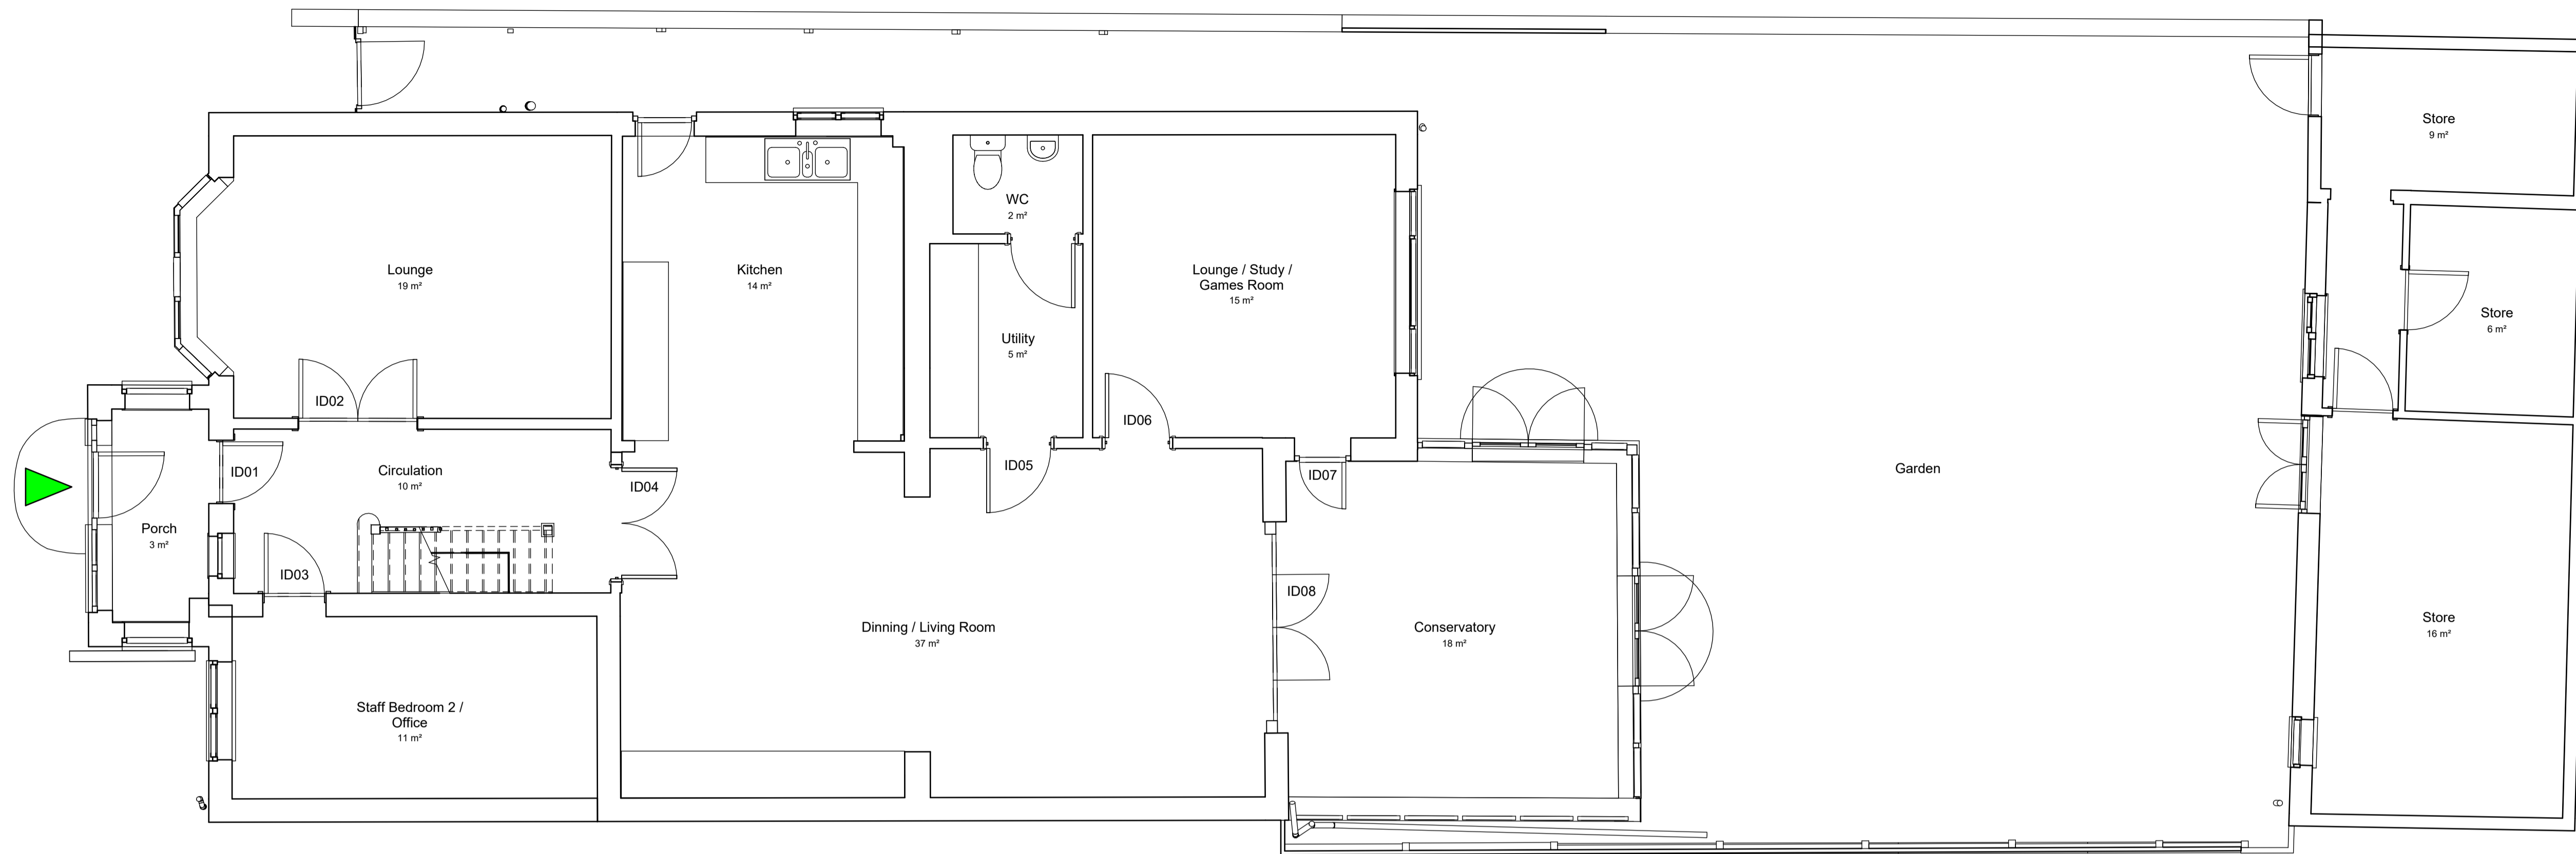 Store
9 m²
WC
2 m²
Lounge
19 m²
Kitchen
14 m²
Lounge / Study /
Games Room
15 m²
Store
6 m²
Utility
5 m²
ID02
ID06
Circulation
10 m²
ID01
ID04
ID05
ID07
Garden
Porch
3 m²
ID03
ID08
Dinning / Living Room
37 m²
Conservatory
18 m²
Store
16 m²
Staff Bedroom 2 /
Office
11 m²